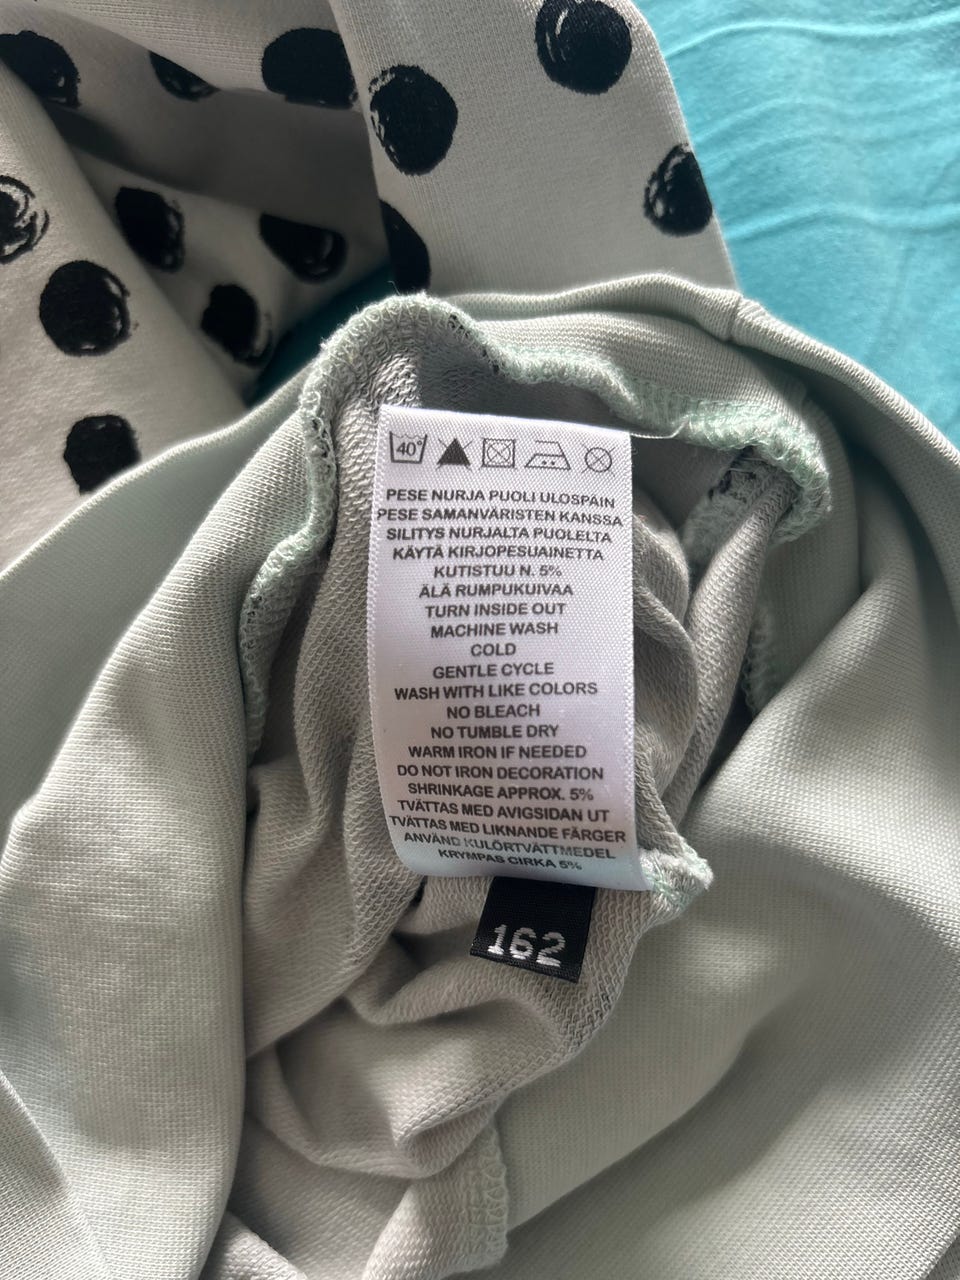 40°
PESE NURJA PUOLI ULOSPÄIN
PESE SAMANVÄRISTEN KANSSA
SILITYS NURJALTA PUOLELTA
KÄYTÄ KIRJOPESUAINETTA
KUTISTUU N. 5%
ÄLÄ RUMPUKUIVAA
TURN INSIDE OUT
MACHINE WASH
COLD
GENTLE CYCLE
WASH WITH LIKE COLORS
NO BLEACH
NO TUMBLE DRY
WARM IRON IF NEEDED
DO NOT IRON DECORATION
SHRINKAGE APPROX. 5%
TVÄTTAS MED AVIGSIDAN UT
TVÄTTAS MED LIKNANDE FÄRGER
ANVÄND KULÖRTVÄTTMEDEL
KRYMPAS CIRKA 5%
162